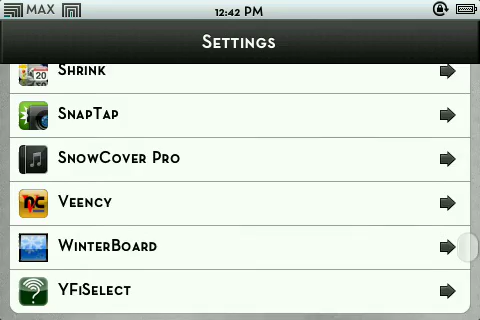 MAX 12:42 PM
Settings
Shrink
20
SnapTap
SnowCover Pro
Veency
WinterBoard
YFiSelect